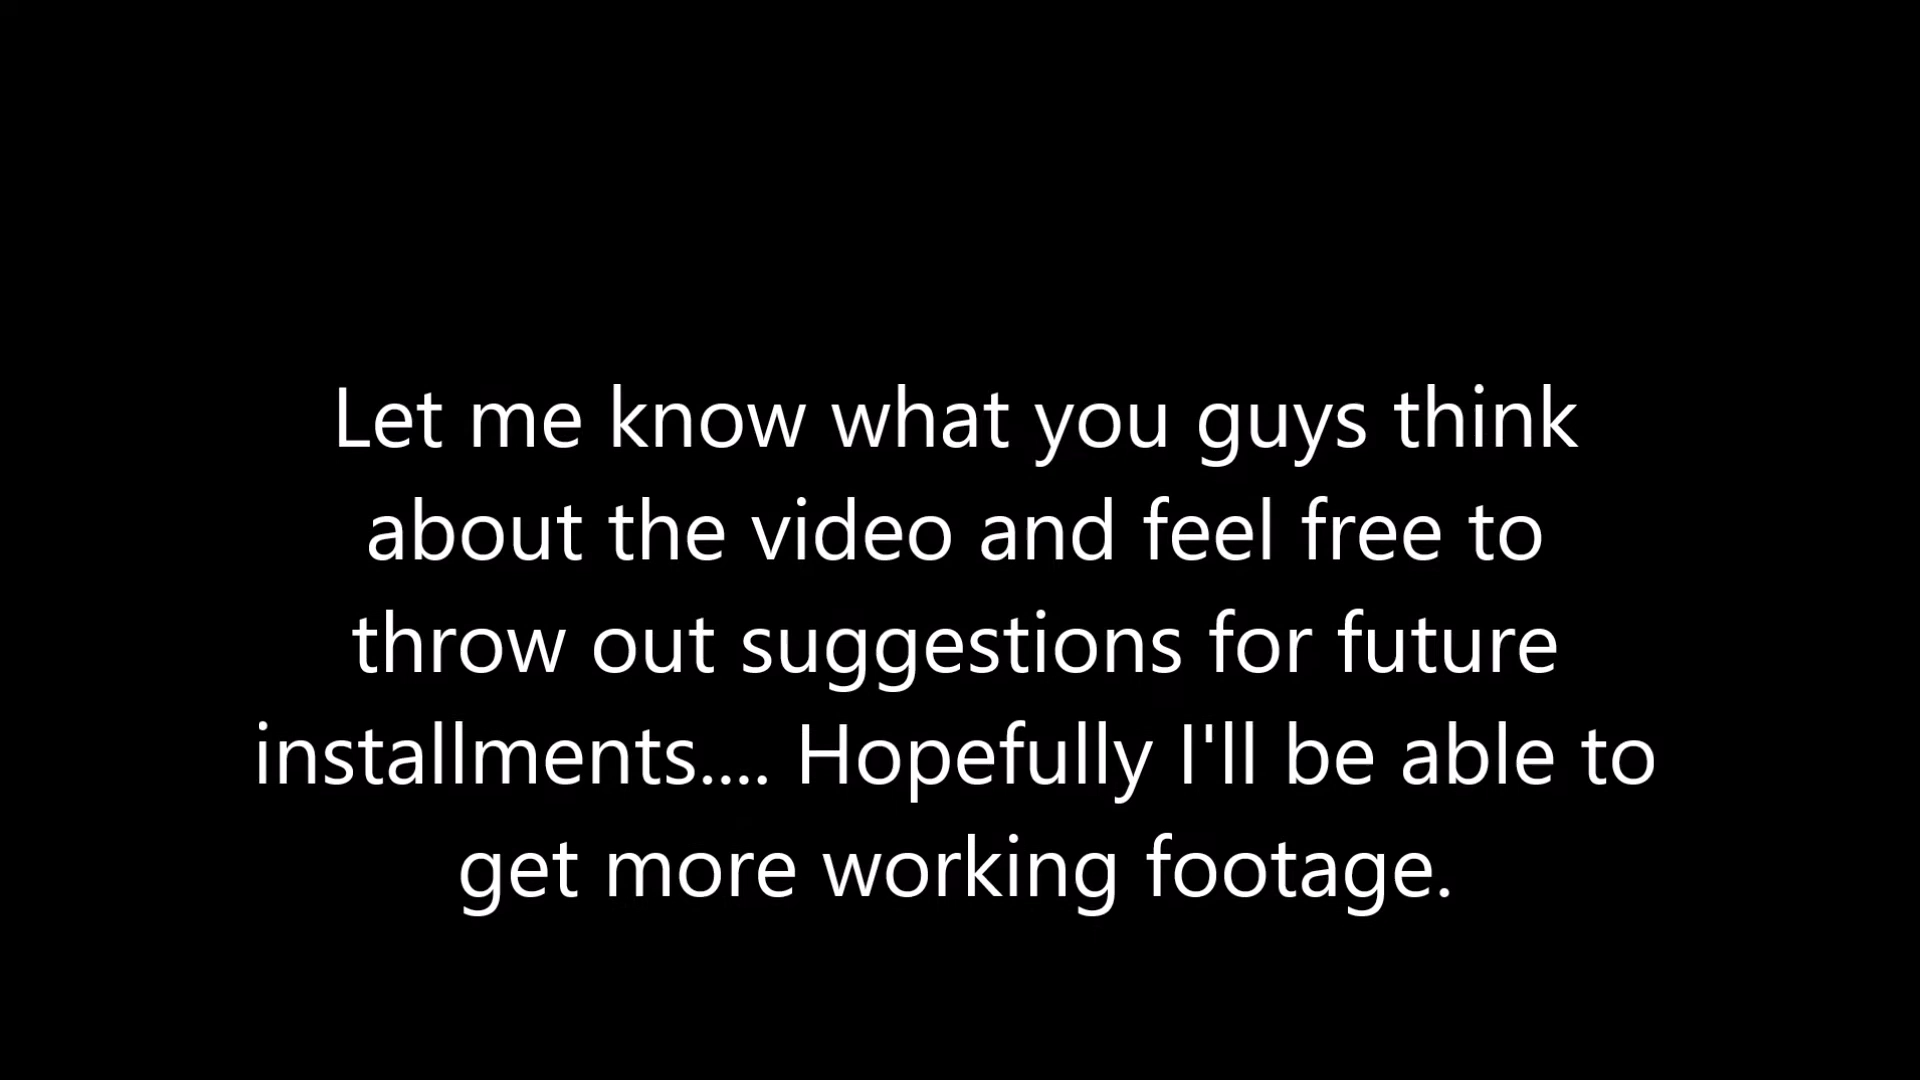 Let me know what you guys think
about the video and feel free to
throw out suggestions for future
installments.... Hopefully I'll be able to
get more working footage.